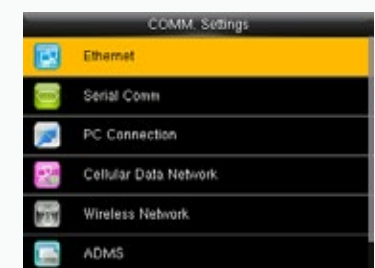 COMM. Settings
Ethernet
Serial Comm
PC Connection
Cellular Data Network
Wireless Network
ADMS